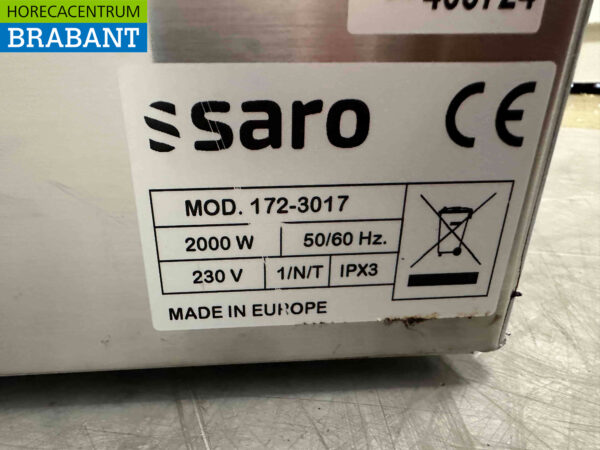 HORECACENTRUM
BRABANT
saro
CE
MOD. 172-3017
2000 W
50/60 Hz.
230 V
1/N/T
IPX3
MADE IN EUROPE